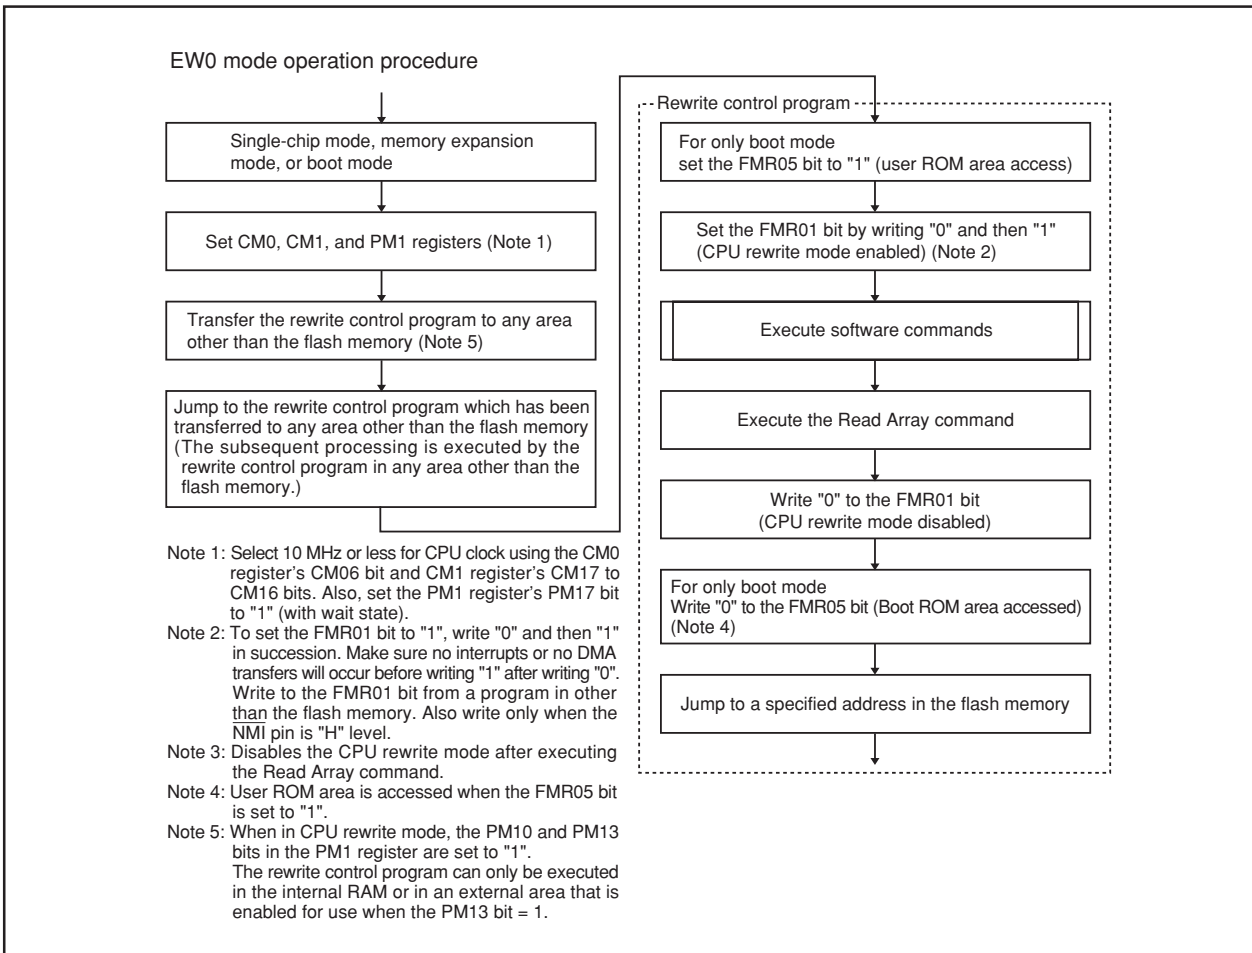 EW0 mode operation procedure
Single-chip mode, memory expansion
mode, or boot mode
Set CM0, CM1, and PM1 registers (Note 1)
Transfer the rewrite control program to any area
other than the flash memory (Note 5)
Jump to the rewrite control program which has been
transferred to any area other than the flash memory
(The subsequent processing is executed by the
rewrite control program in any area other than the
flash memory.)
Note 1: Select 10 MHz or less for CPU clock using the CM0
register's CM06 bit and CM1 register's CM17 to
CM16 bits. Also, set the PM1 register's PM17 bit
to "1" (with wait state).
Note 2: To set the FMR01 bit to "1", write "0" and then "1"
in succession. Make sure no interrupts or no DMA
transfers will occur before writing "1" after writing "0".
Write to the FMR01 bit from a program in other
than the flash memory. Also write only when the
NMI pin is "H" level.
Note 3: Disables the CPU rewrite mode after executing
the Read Array command.
Note 4: User ROM area is accessed when the FMR05 bit
is set to "1".
Note 5: When in CPU rewrite mode, the PM10 and PM13
bits in the PM1 register are set to "1".
The rewrite control program can only be executed
in the internal RAM or in an external area that is
enabled for use when the PM13 bit = 1.
Rewrite control program
For only boot mode
set the FMR05 bit to "1" (user ROM area access)
Set the FMR01 bit by writing "0" and then "1"
(CPU rewrite mode enabled) (Note 2)
Execute software commands
Execute the Read Array command
Write "0" to the FMR01 bit
(CPU rewrite mode disabled)
For only boot mode
Write "0" to the FMR05 bit (Boot ROM area accessed)
(Note 4)
Jump to a specified address in the flash memory